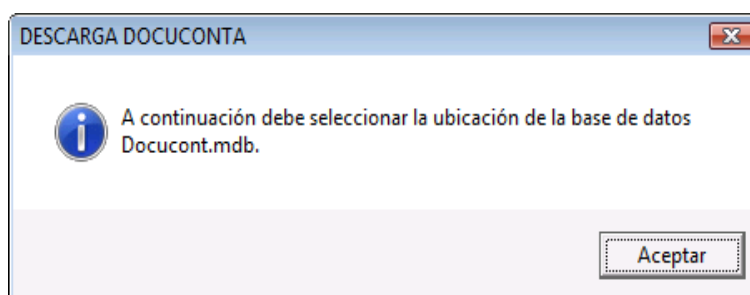 DESCARGA DOCUCONTA
A continuación debe seleccionar la ubicación de la base de datos
Docucont.mdb.
Aceptar